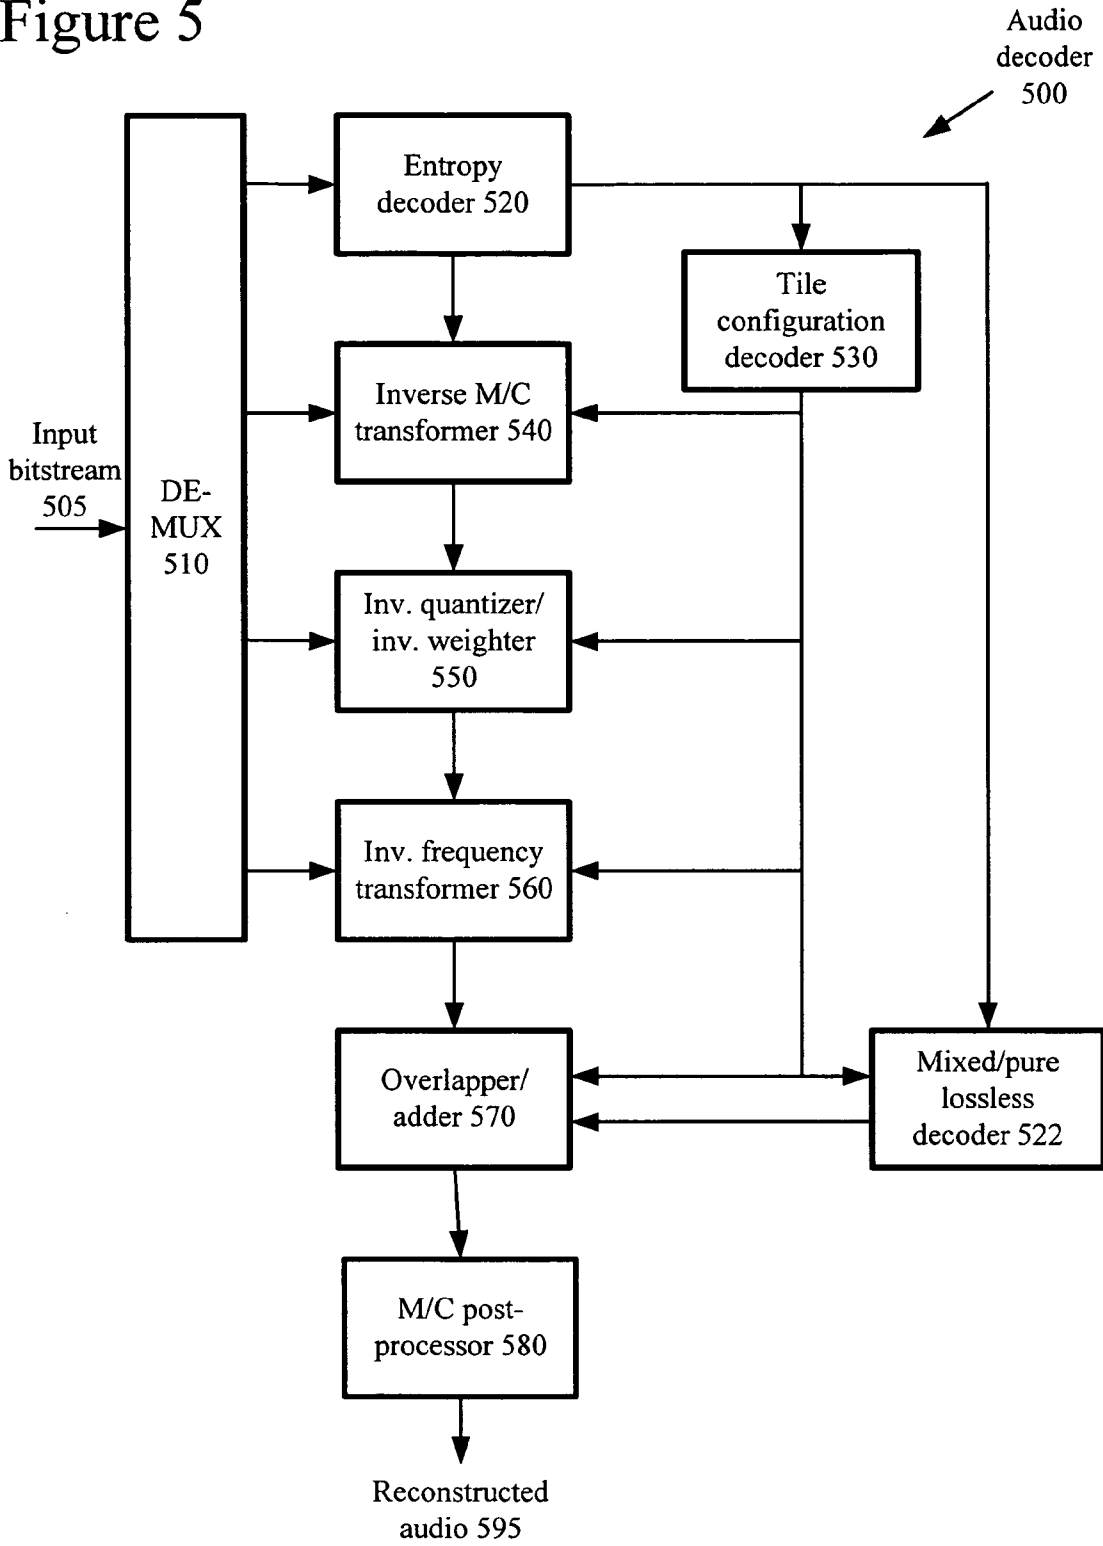 Figure 5
Audio
decoder
500
Entropy
decoder 520
Tile
configuration
decoder 530
Inverse M/C
transformer 540
Input
bitstream
505
DE-
MUX
510
Inv. quantizer/
inv. weighter
550
Inv. frequency
transformer 560
Overlapper/
adder 570
Mixed/pure
lossless
decoder 522
M/C post-
processor 580
Reconstructed
audio 595